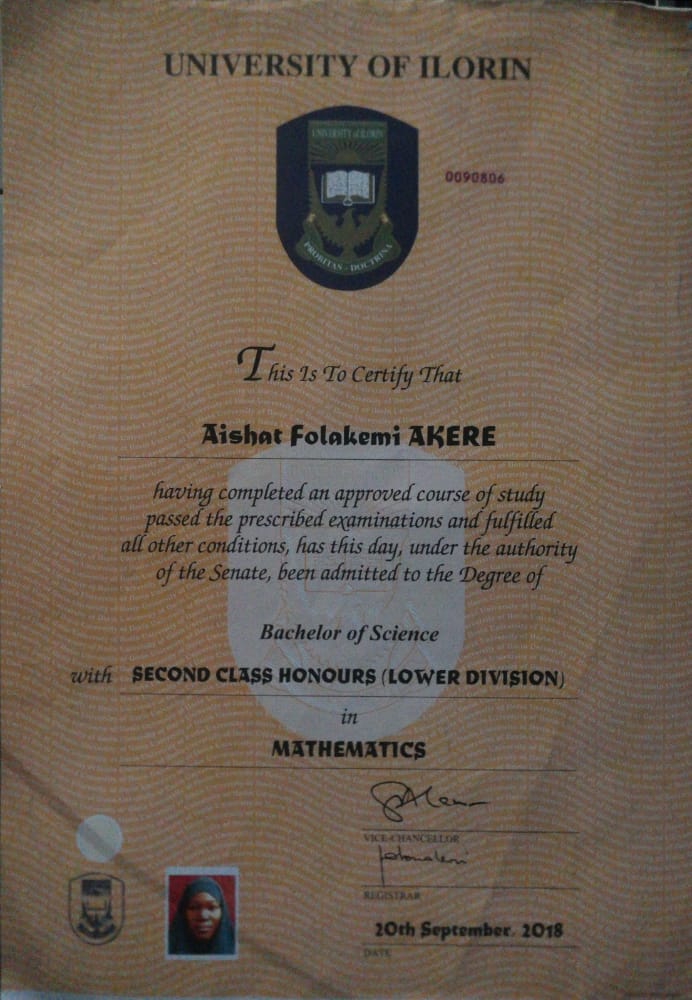 UNIVERSITY OF ILORIN
UNIVERSITY of ILORIN
0090806
PROBITAS - DOCTRINA
This Is To Certify That
Aishat Folakemi AKERE
having completed an approved course of study
passed the prescribed examinations and fulfilled
all other conditions, has this day, under the authority
of the Senate, been admitted to the Degree of
Bachelor of Science
with SECOND CLASS HONOURS (LOWER DIVISION)
in
MATHEMATICS
VICE-CHANCELLOR
REGISTRAR
20th September, 2018
DATE